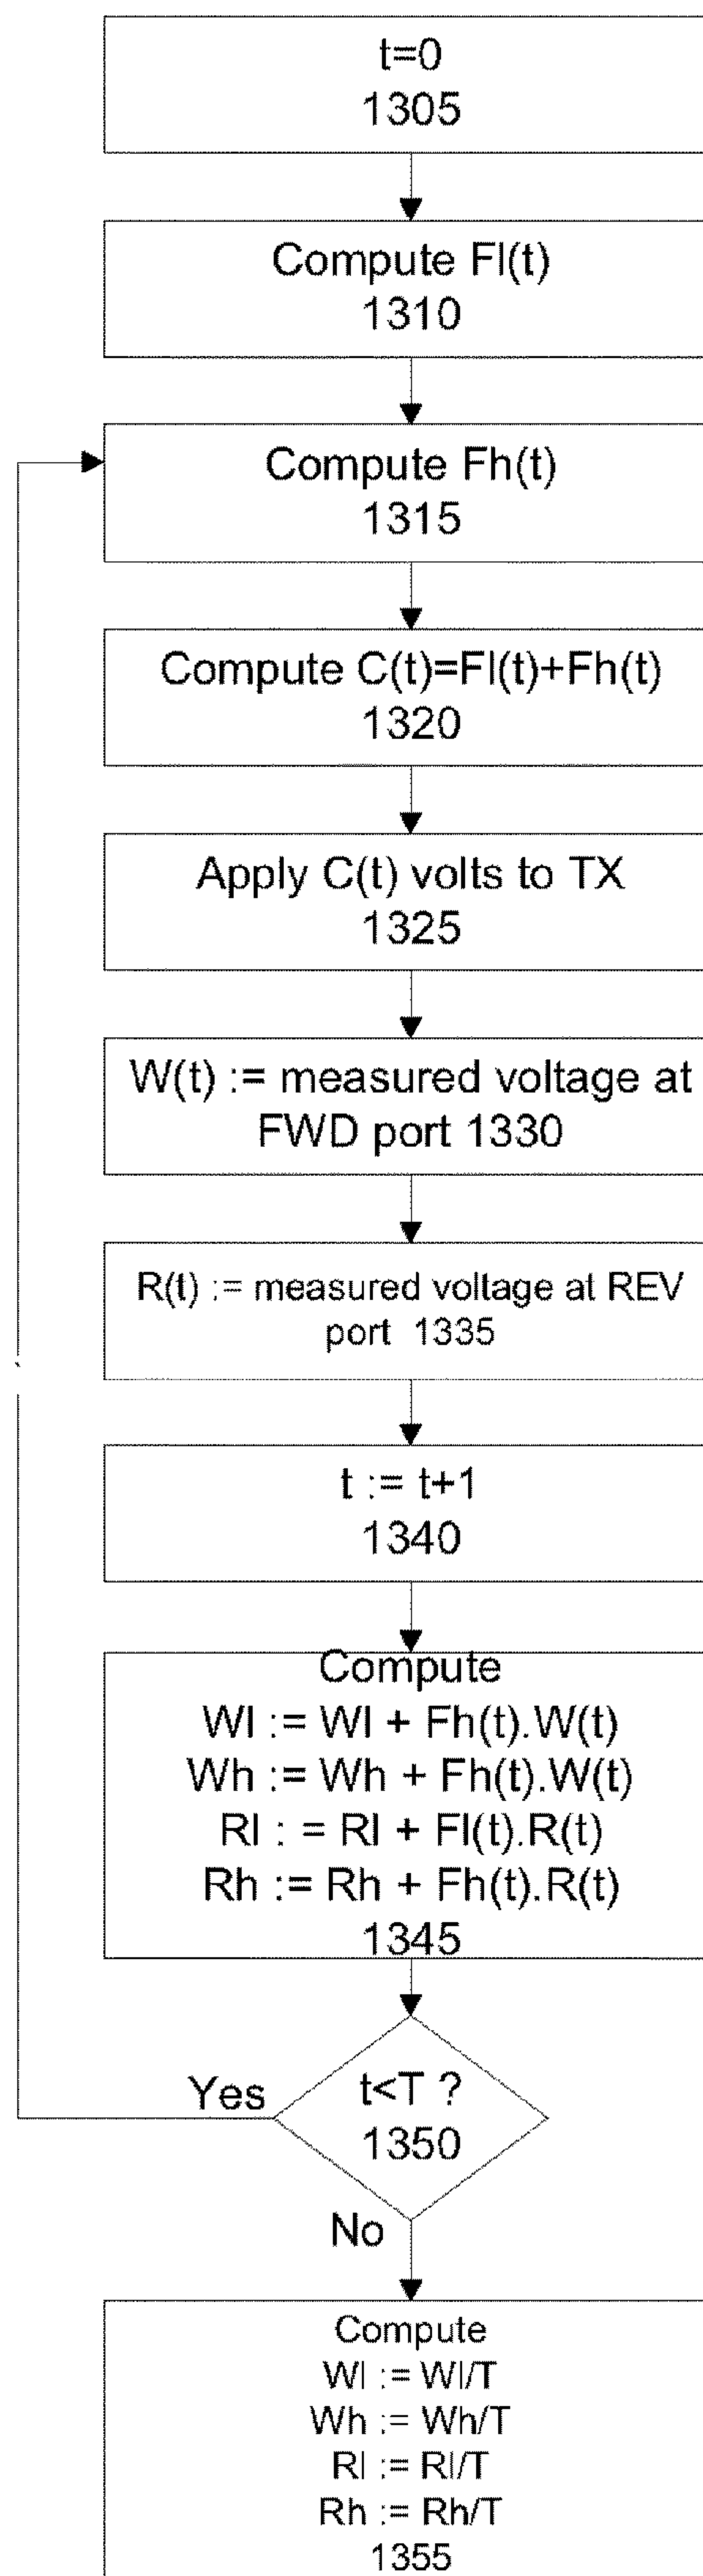 t=0
1305
Compute Fl(t)
1310
Compute Fh(t)
1315
Compute C(t)=Fl(t)+Fh(t)
1320
Apply C(t) volts to TX
1325
W(t) := measured voltage at
FWD port 1330
R(t) := measured voltage at REV
port 1335
t := t+1
1340
Compute
Wl := Wl + Fh(t).W(t)
Wh := Wh + Fh(t).W(t)
Rl : = Rl + Fl(t).R(t)
Rh := Rh + Fh(t).R(t)
1345
t<T ?
1350
Yes
No
Compute
Wl := Wl/T
Wh := Wh/T
Rl := Rl/T
Rh := Rh/T
1355